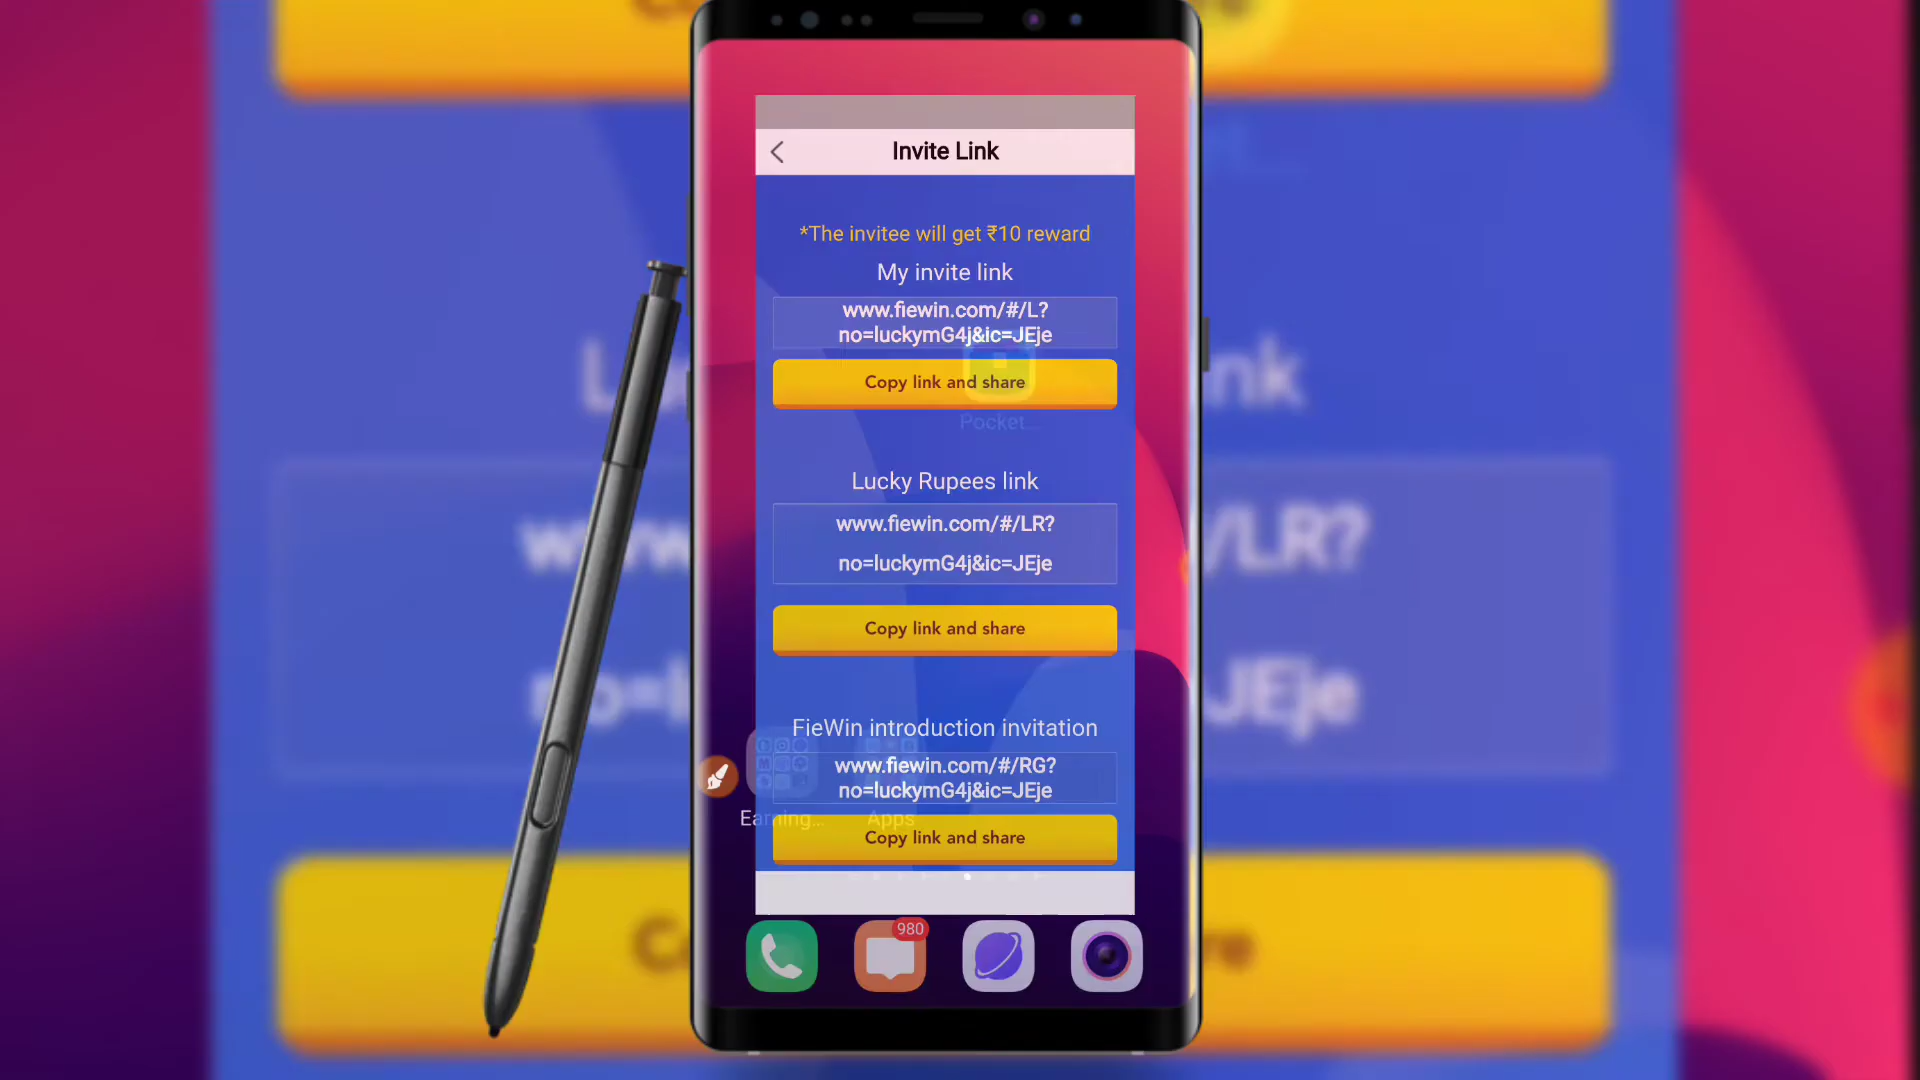 Invite Link
*The invitee will get ₹10 reward
My invite link
www.fiewin.com/#/L?
no=luckymG4j&ic=JEje
Copy link and share
Pocket...
Lucky Rupees link
www.fiewin.com/#/LR?
no=luckymG4j&ic=JEje
Copy link and share
FieWin introduction invitation
www.fiewin.com/#/RG?
no=luckymG4j&ic=JEje
Earning...
Apps
Copy link and share
980